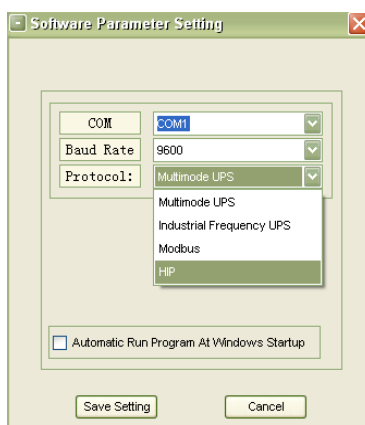 Software Parameter Setting
COM
COM1
Baud Rate
9600
Protocol:
Multimode UPS
Multimode UPS
Industrial Frequency UPS
Modbus
HIP
Automatic Run Program At Windows Startup
Save Setting
Cancel